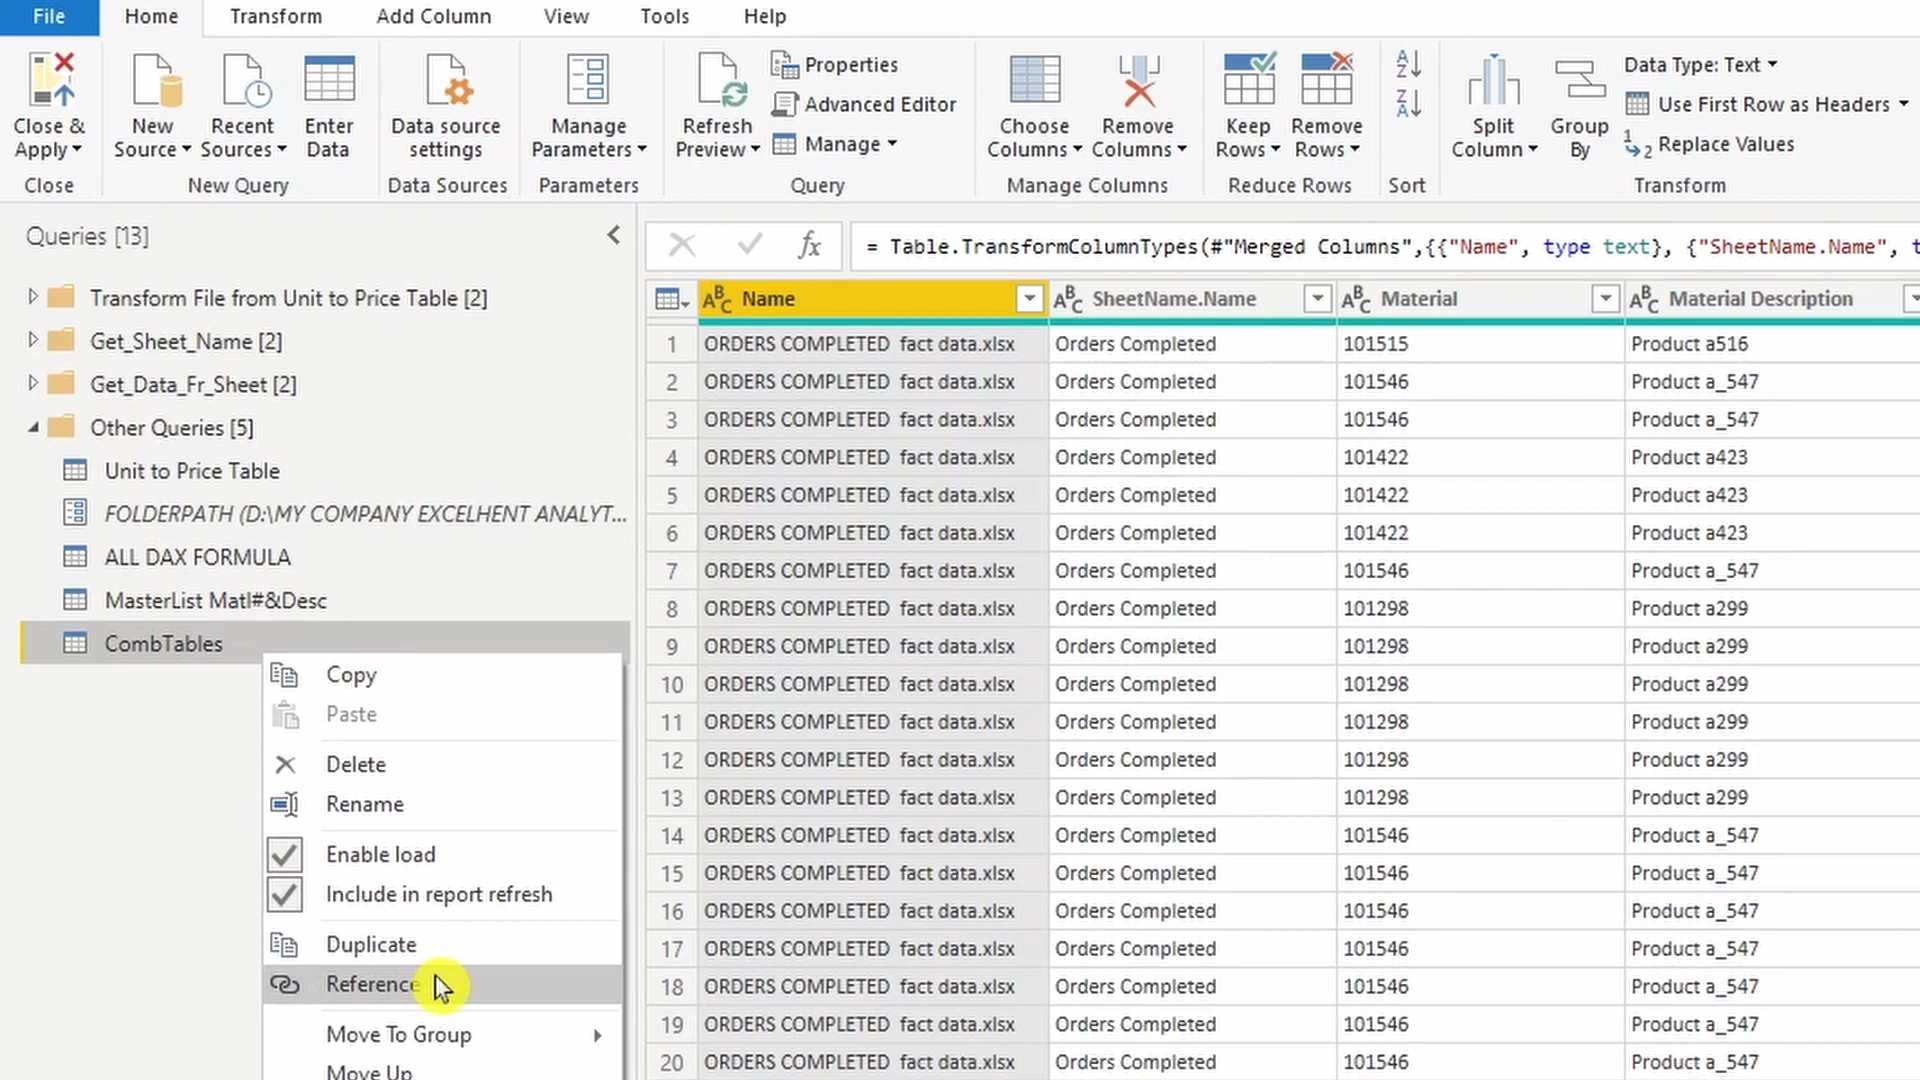 File Home Transform Add Column View Tools Help
Close & Apply
New Source
Recent Sources
Enter Data
Data source settings
Manage Parameters
Refresh Preview
Properties
Advanced Editor
Manage
Choose Columns
Remove Columns
Keep Rows
Remove Rows
Split Column
Group By
Data Type: Text
Use First Row as Headers
Replace Values
Close New Query Data Sources Parameters Query Manage Columns Reduce Rows Sort Transform
Queries [13]
Transform File from Unit to Price Table [2]
Get_Sheet_Name [2]
Get_Data_Fr_Sheet [2]
Other Queries [5]
Unit to Price Table
FOLDERPATH (D:\MY COMPANY EXCELHENT ANALYT...
ALL DAX FORMULA
MasterList Matl#&Desc
CombTables
Copy
Paste
Delete
Rename
Enable load
Include in report refresh
Duplicate
Reference
Move To Group
Move Up
fx = Table.TransformColumnTypes(#"Merged Columns",{{"Name", type text}, {"SheetName.Name", t
Name SheetName.Name Material Material Description
1 ORDERS COMPLETED fact data.xlsx Orders Completed 101515 Product a516
2 ORDERS COMPLETED fact data.xlsx Orders Completed 101546 Product a_547
3 ORDERS COMPLETED fact data.xlsx Orders Completed 101546 Product a_547
4 ORDERS COMPLETED fact data.xlsx Orders Completed 101422 Product a423
5 ORDERS COMPLETED fact data.xlsx Orders Completed 101422 Product a423
6 ORDERS COMPLETED fact data.xlsx Orders Completed 101422 Product a423
7 ORDERS COMPLETED fact data.xlsx Orders Completed 101546 Product a_547
8 ORDERS COMPLETED fact data.xlsx Orders Completed 101298 Product a299
9 ORDERS COMPLETED fact data.xlsx Orders Completed 101298 Product a299
10 ORDERS COMPLETED fact data.xlsx Orders Completed 101298 Product a299
11 ORDERS COMPLETED fact data.xlsx Orders Completed 101298 Product a299
12 ORDERS COMPLETED fact data.xlsx Orders Completed 101298 Product a299
13 ORDERS COMPLETED fact data.xlsx Orders Completed 101298 Product a299
14 ORDERS COMPLETED fact data.xlsx Orders Completed 101546 Product a_547
15 ORDERS COMPLETED fact data.xlsx Orders Completed 101546 Product a_547
16 ORDERS COMPLETED fact data.xlsx Orders Completed 101546 Product a_547
17 ORDERS COMPLETED fact data.xlsx Orders Completed 101546 Product a_547
18 ORDERS COMPLETED fact data.xlsx Orders Completed 101546 Product a_547
19 ORDERS COMPLETED fact data.xlsx Orders Completed 101546 Product a_547
20 ORDERS COMPLETED fact data.xlsx Orders Completed 101546 Product a_547